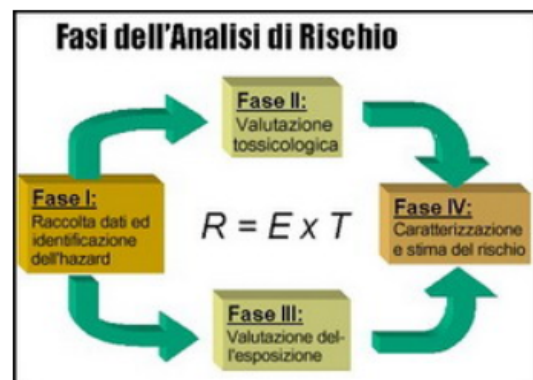 Fasi dell'Analisi di Rischio
Fase II:
Valutazione
tossicologica
Fase I:
Raccolta dati ed
identificazione
dell'hazard
R = E x T
Fase IV:
Caratterizzazione
e stima del rischio
Fase III:
Valutazione del-
l'esposizione